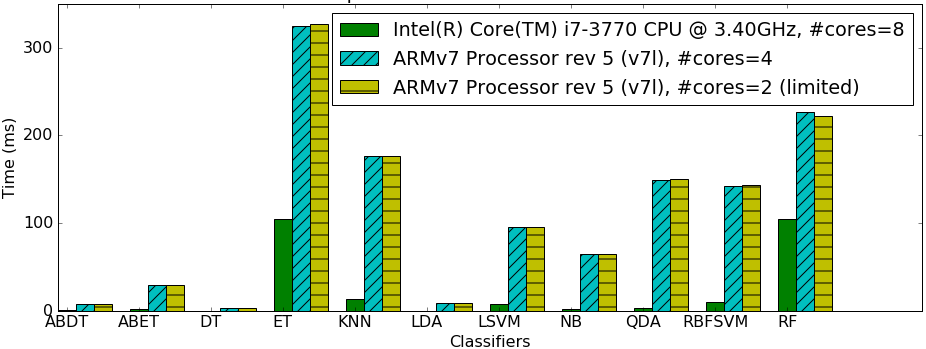 Intel(R) Core(TM) i7-3770 CPU @ 3.40GHz, #cores=8
ARMv7 Processor rev 5 (v7l), #cores=4
ARMv7 Processor rev 5 (v7l), #cores=2 (limited)
Time (ms)
300
200
100
0
ABDT ABET DT ET KNN LDA LSVM NB QDA RBFSVM RF
Classifiers